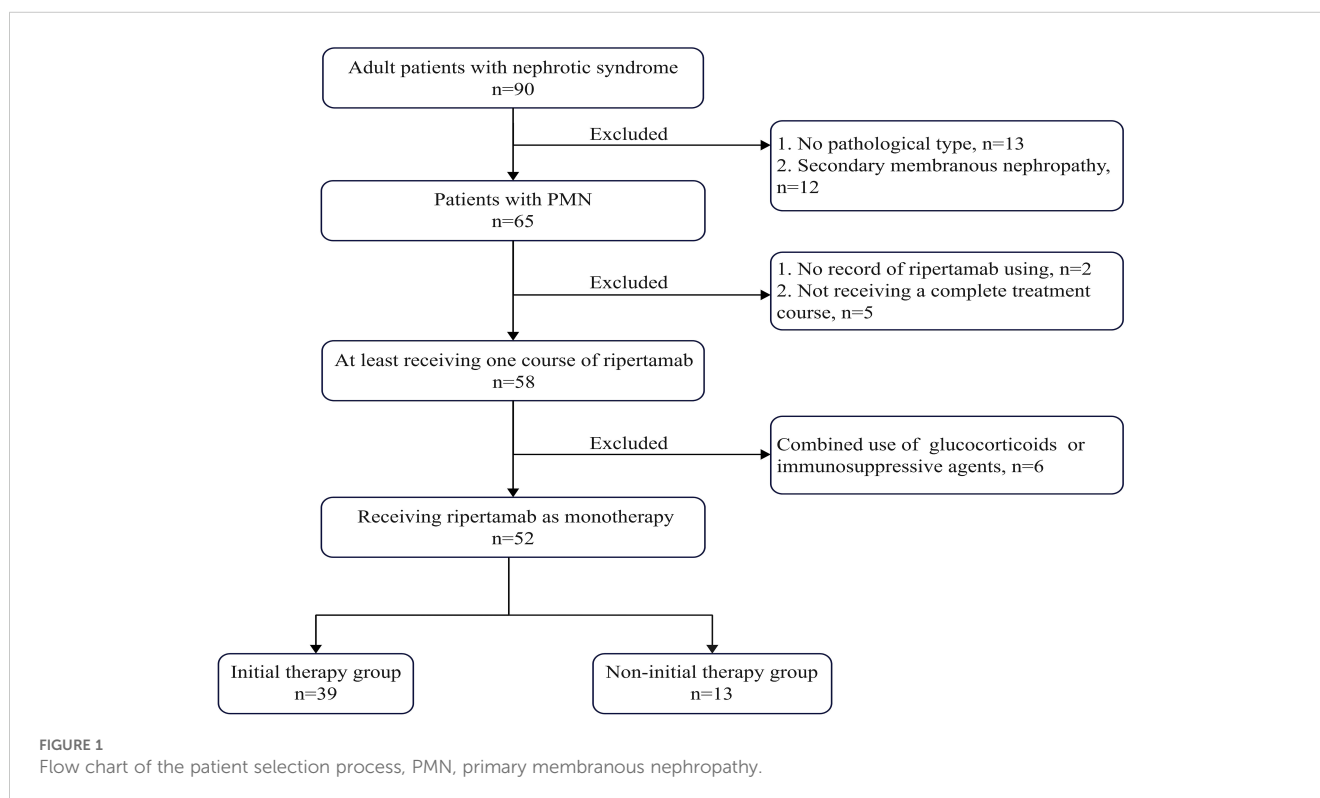 Adult patients with nephrotic syndrome
n=90
Excluded
1. No pathological type, n=13
2. Secondary membranous nephropathy,
n=12
Patients with PMN
n=65
Excluded
1. No record of ripertamab using, n=2
2. Not receiving a complete treatment
course, n=5
At least receiving one course of ripertamab
n=58
Excluded
Combined use of glucocorticoids or
immunosuppressive agents, n=6
Receiving ripertamab as monotherapy
n=52
Initial therapy group
n=39
Non-initial therapy group
n=13
FIGURE 1
Flow chart of the patient selection process, PMN, primary membranous nephropathy.